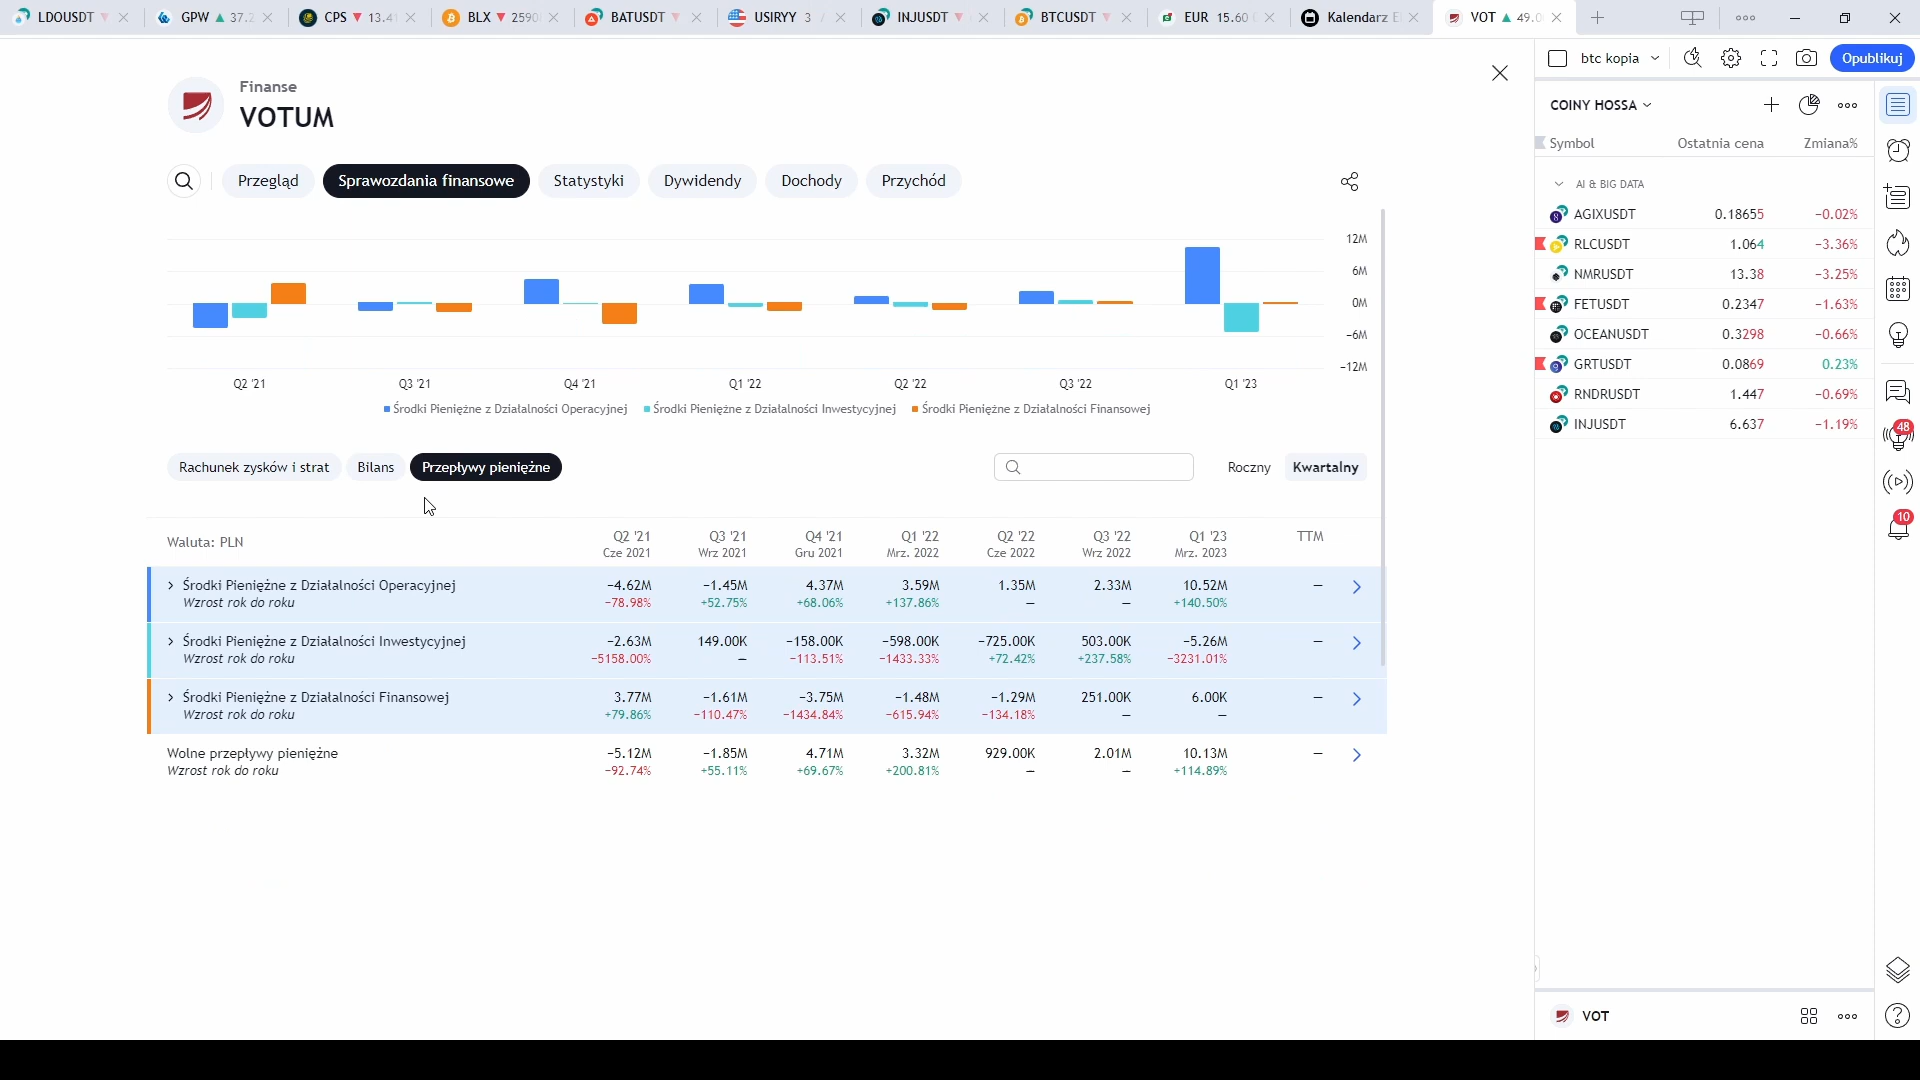 LDOUSDT
GPW 37.2
CPS 13.41
BLX 2590
BATUSDT
USIRYY 3
INJUSDT
BTCUSDT
EUR 15.60
Kalendarz E
VOT 49.0
btc kopia
Opublikuj
Finanse
VOTUM
Przegląd
Sprawozdania finansowe
Statystyki
Dywidendy
Dochody
Przychód
12M
6M
0M
−6M
−12M
Q2 '21 Q3 '21 Q4 '21 Q1 '22 Q2 '22 Q3 '22 Q1 '23
Środki Pieniężne z Działalności Operacyjnej Środki Pieniężne z Działalności Inwestycyjnej Środki Pieniężne z Działalności Finansowej
Rachunek zysków i strat
Bilans
Przepływy pieniężne
Roczny
Kwartalny
Waluta: PLN
Q2 '21 Q3 '21 Q4 '21 Q1 '22 Q2 '22 Q3 '22 Q1 '23 TTM
Cze 2021 Wrz 2021 Gru 2021 Mrz. 2022 Cze 2022 Wrz 2022 Mrz. 2023
Środki Pieniężne z Działalności Operacyjnej −4.62M −1.45M 4.37M 3.59M 1.35M 2.33M 10.52M —
Wzrost rok do roku −78.98% +52.75% +68.06% +137.86% — — +140.50%
Środki Pieniężne z Działalności Inwestycyjnej −2.63M 149.00K −158.00K −598.00K −725.00K 503.00K −5.26M —
Wzrost rok do roku −5158.00% — −113.51% −1433.33% +72.42% +237.58% −3231.01%
Środki Pieniężne z Działalności Finansowej 3.77M −1.61M −3.75M −1.48M −1.29M 251.00K 6.00K —
Wzrost rok do roku +79.86% −110.47% −1434.84% −615.94% −134.18% — —
Wolne przepływy pieniężne −5.12M −1.85M 4.71M 3.32M 929.00K 2.01M 10.13M —
Wzrost rok do roku −92.74% +55.11% +69.67% +200.81% — — +114.89%
COINY HOSSA
Symbol Ostatnia cena Zmiana%
AI & BIG DATA
AGIXUSDT 0.18655 −0.02%
RLCUSDT 1.064 −3.36%
NMRUSDT 13.38 −3.25%
FETUSDT 0.2347 −1.63%
OCEANUSDT 0.3298 −0.66%
GRTUSDT 0.0869 0.23%
RNDRUSDT 1.447 −0.69%
INJUSDT 6.637 −1.19%
48
10
VOT